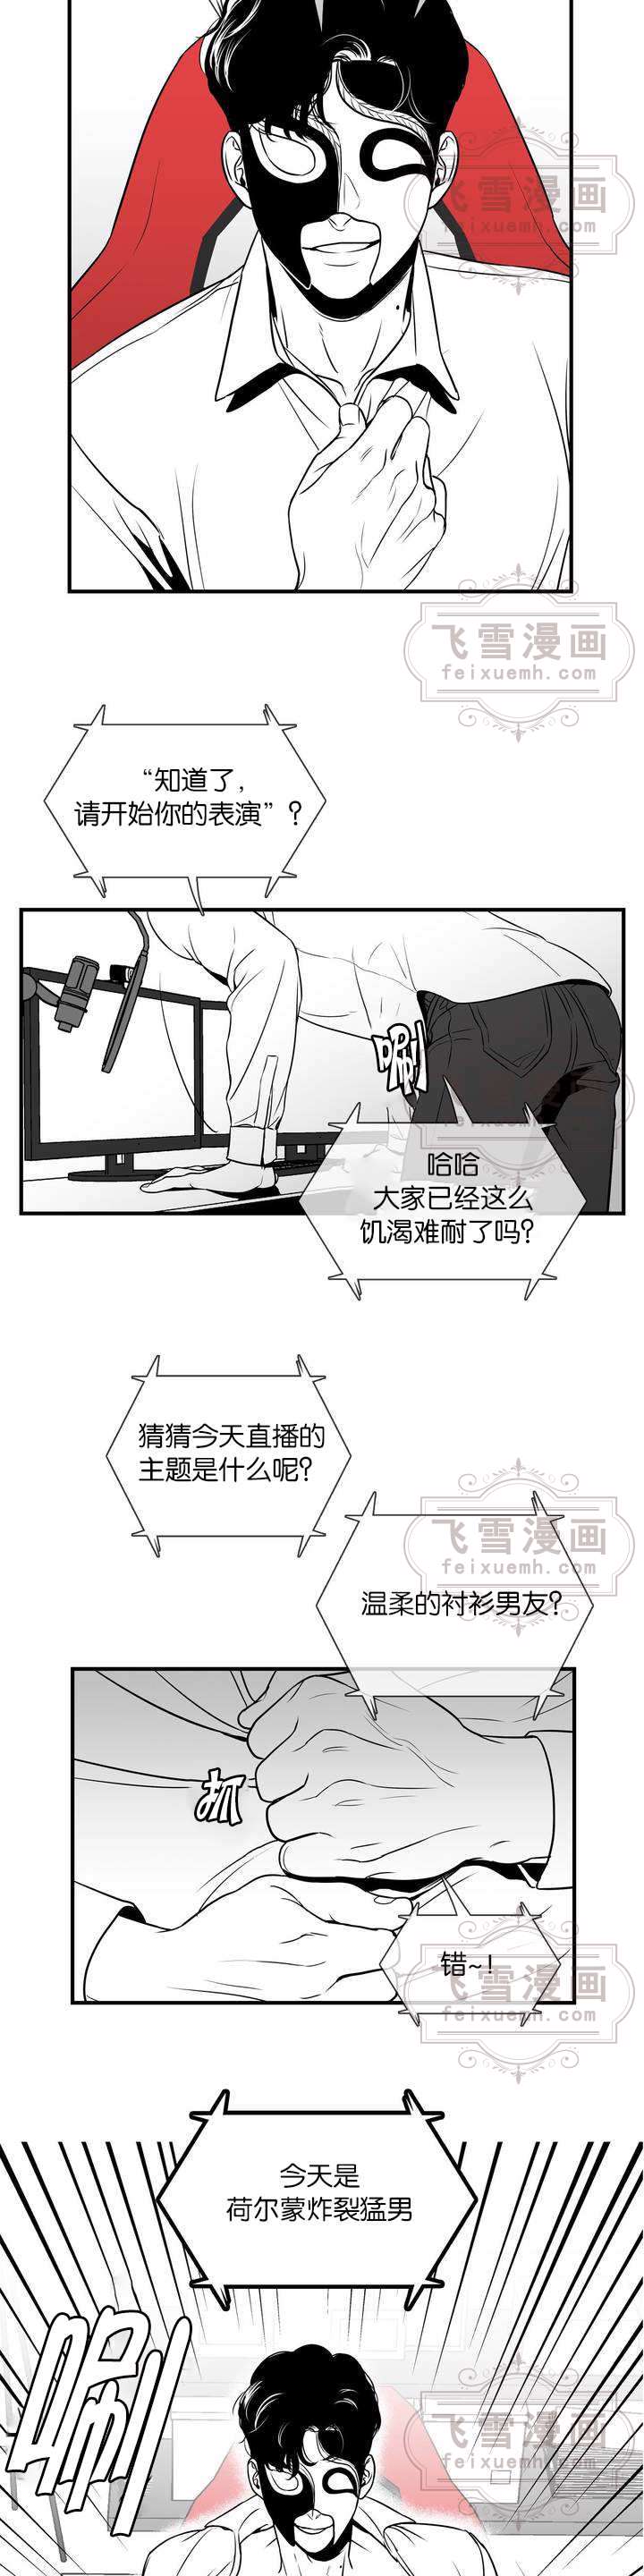 飞雪漫画
feixuemh.com
飞雪漫画
feixuemh.com
“知道了，
请开始你的表演”？
唰
哈哈
大家已经这么
饥渴难耐了吗？
猜猜今天直播的
主题是什么呢？
飞雪漫画
feixuemh.com
温柔的衬衫男友？
抓
错~！
飞雪漫画
feixuemh.com
今天是
荷尔蒙炸裂猛男
唰
飞雪漫画
feixuemh.com